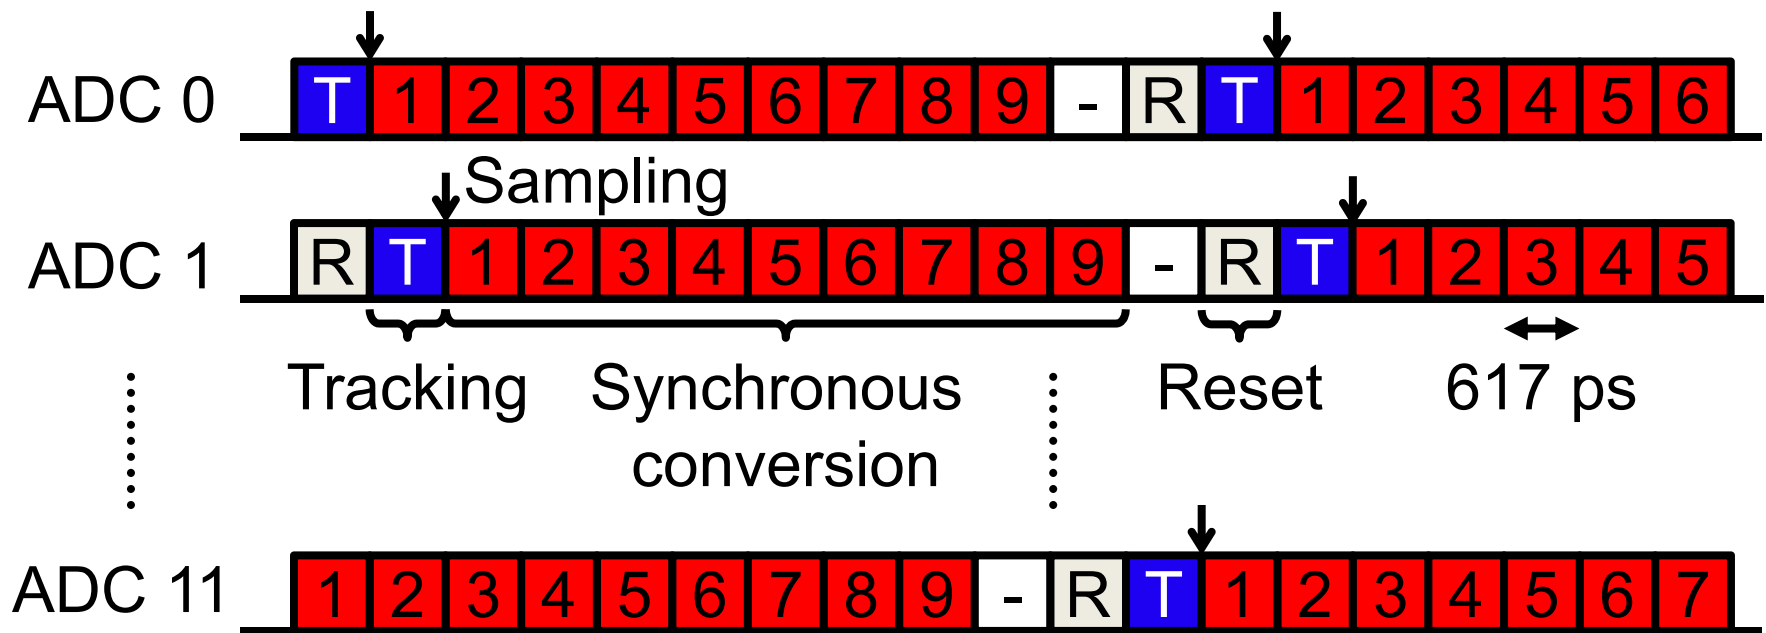 ADC 0 T 1 2 3 4 5 6 7 8 9 - R T 1 2 3 4 5 6
Sampling
ADC 1 R T 1 2 3 4 5 6 7 8 9 - R T 1 2 3 4 5
Tracking Synchronous Reset 617 ps
conversion
ADC 11 1 2 3 4 5 6 7 8 9 - R T 1 2 3 4 5 6 7